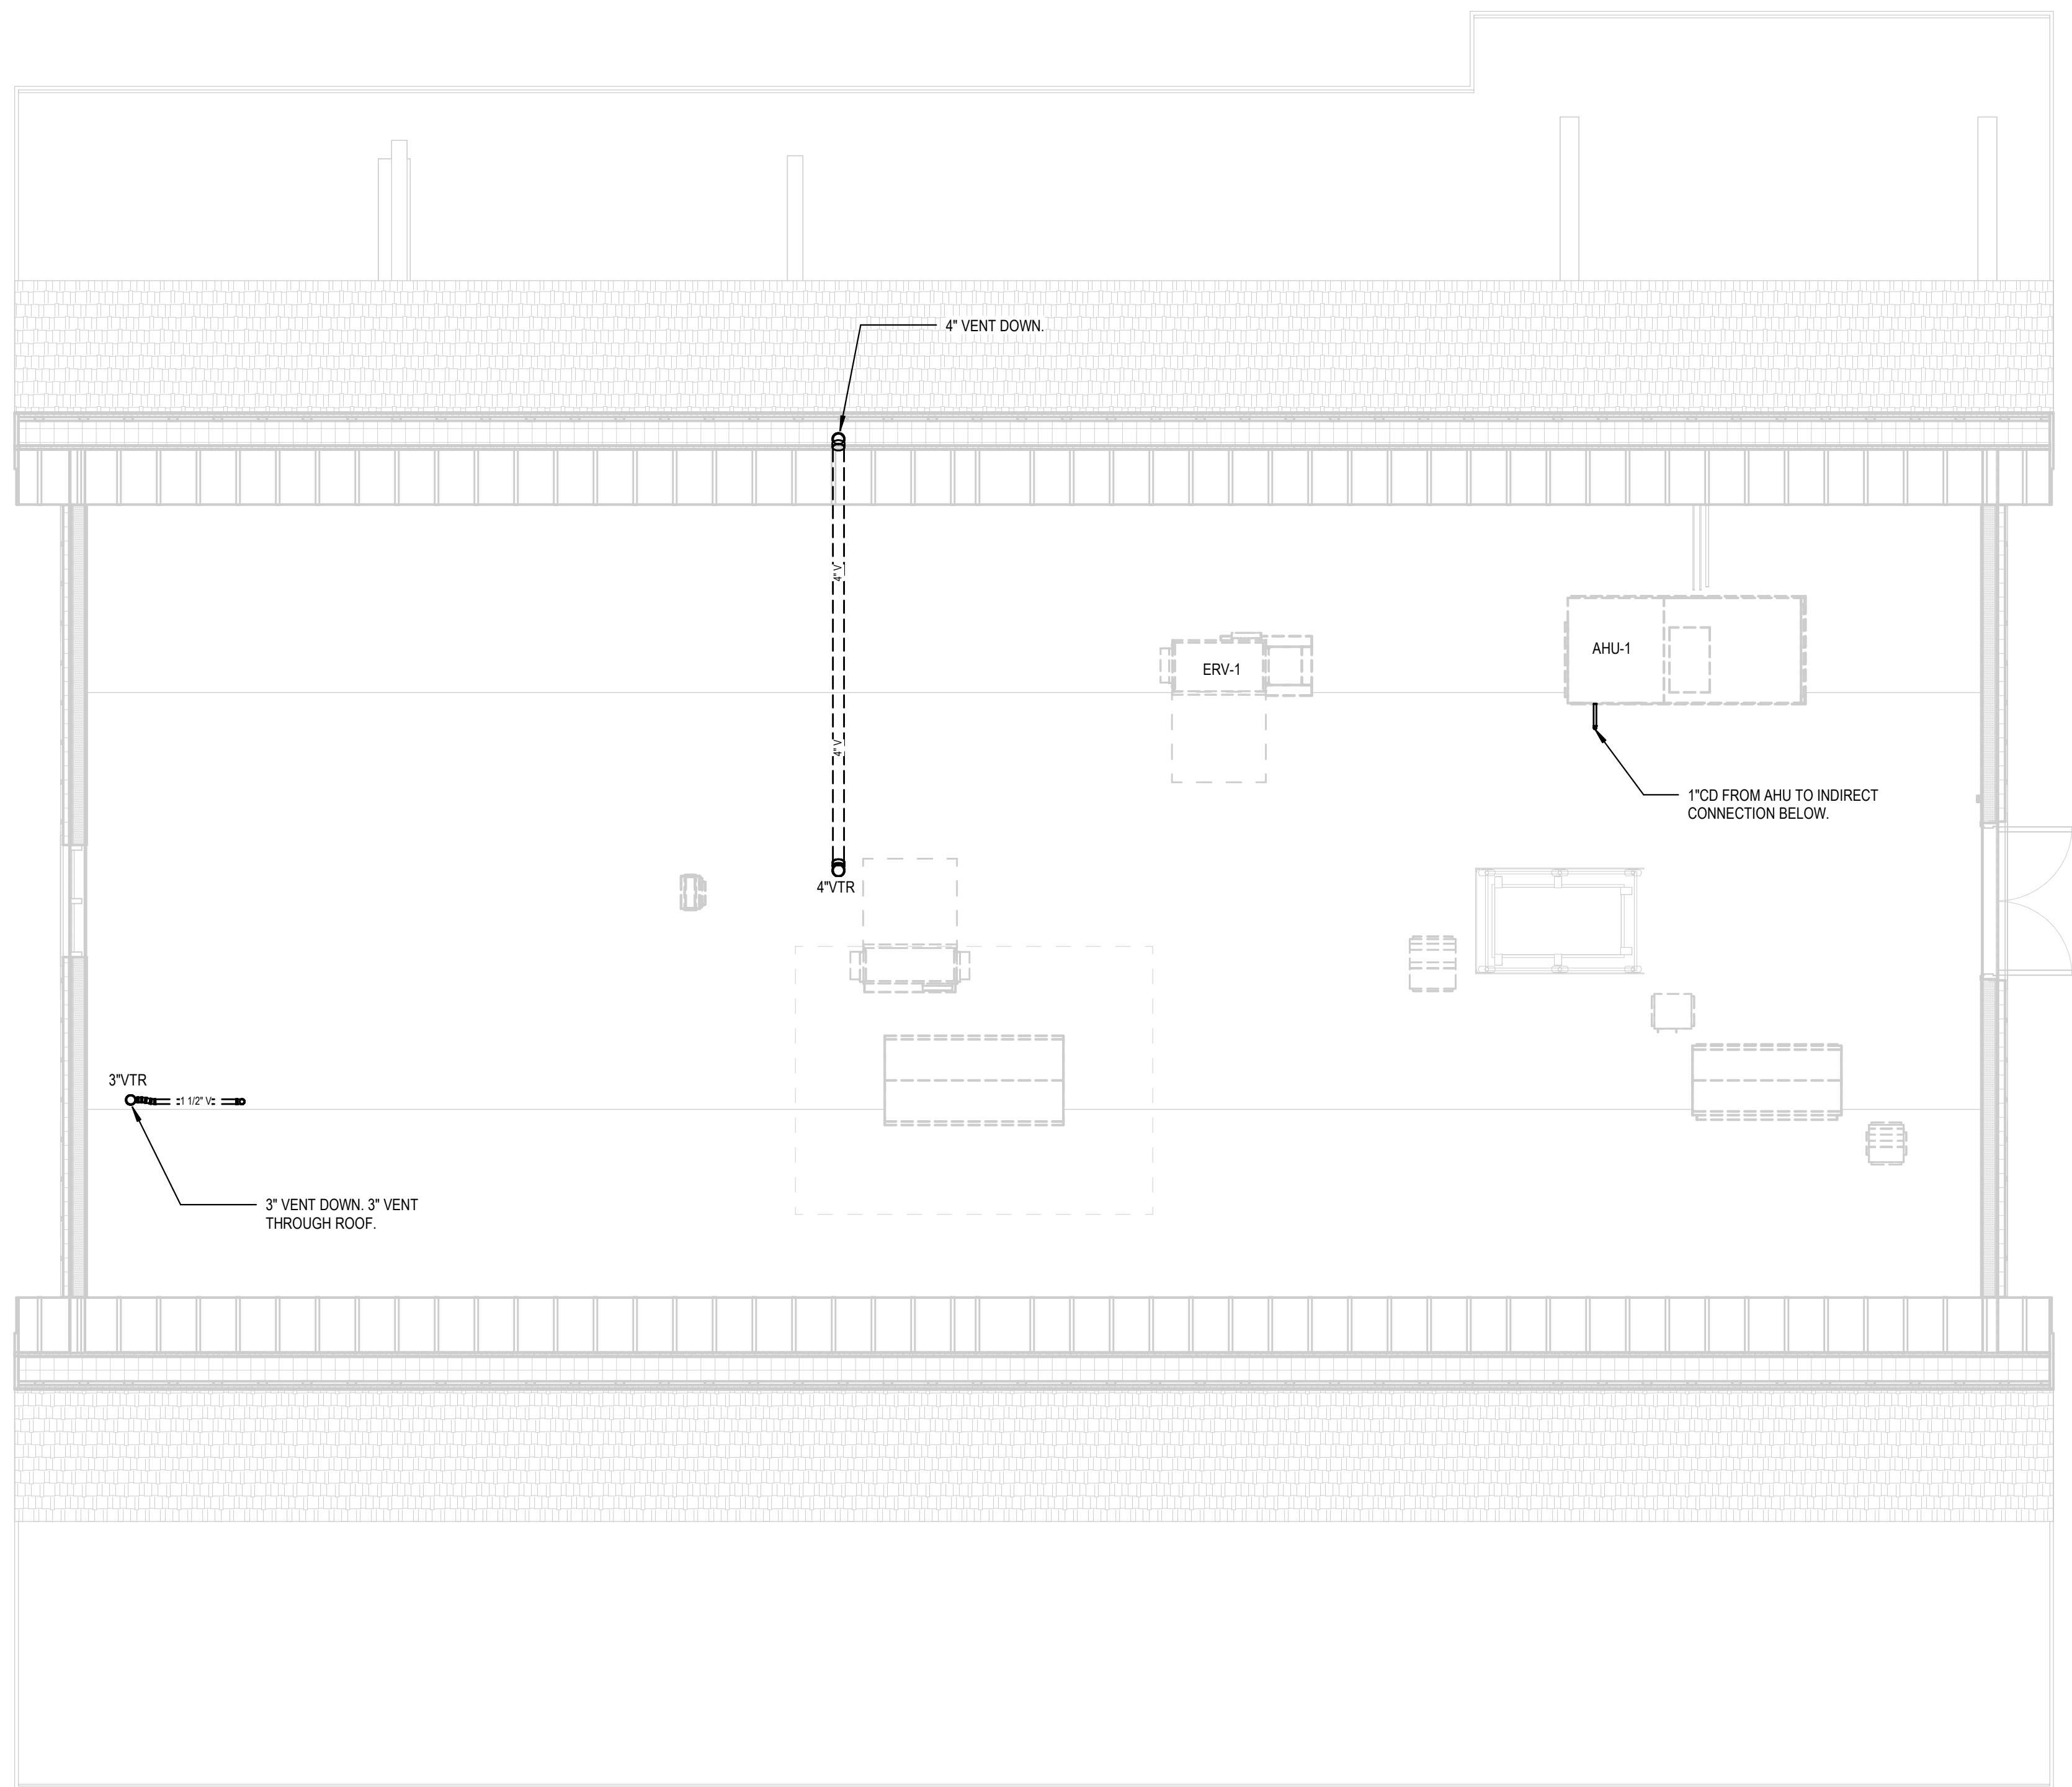 4" VENT DOWN.
4" V
AHU-1
ERV-1
4" V
1"CD FROM AHU TO INDIRECT
CONNECTION BELOW.
4"VTR
3"VTR
1 1/2" V
3" VENT DOWN. 3" VENT
THROUGH ROOF.